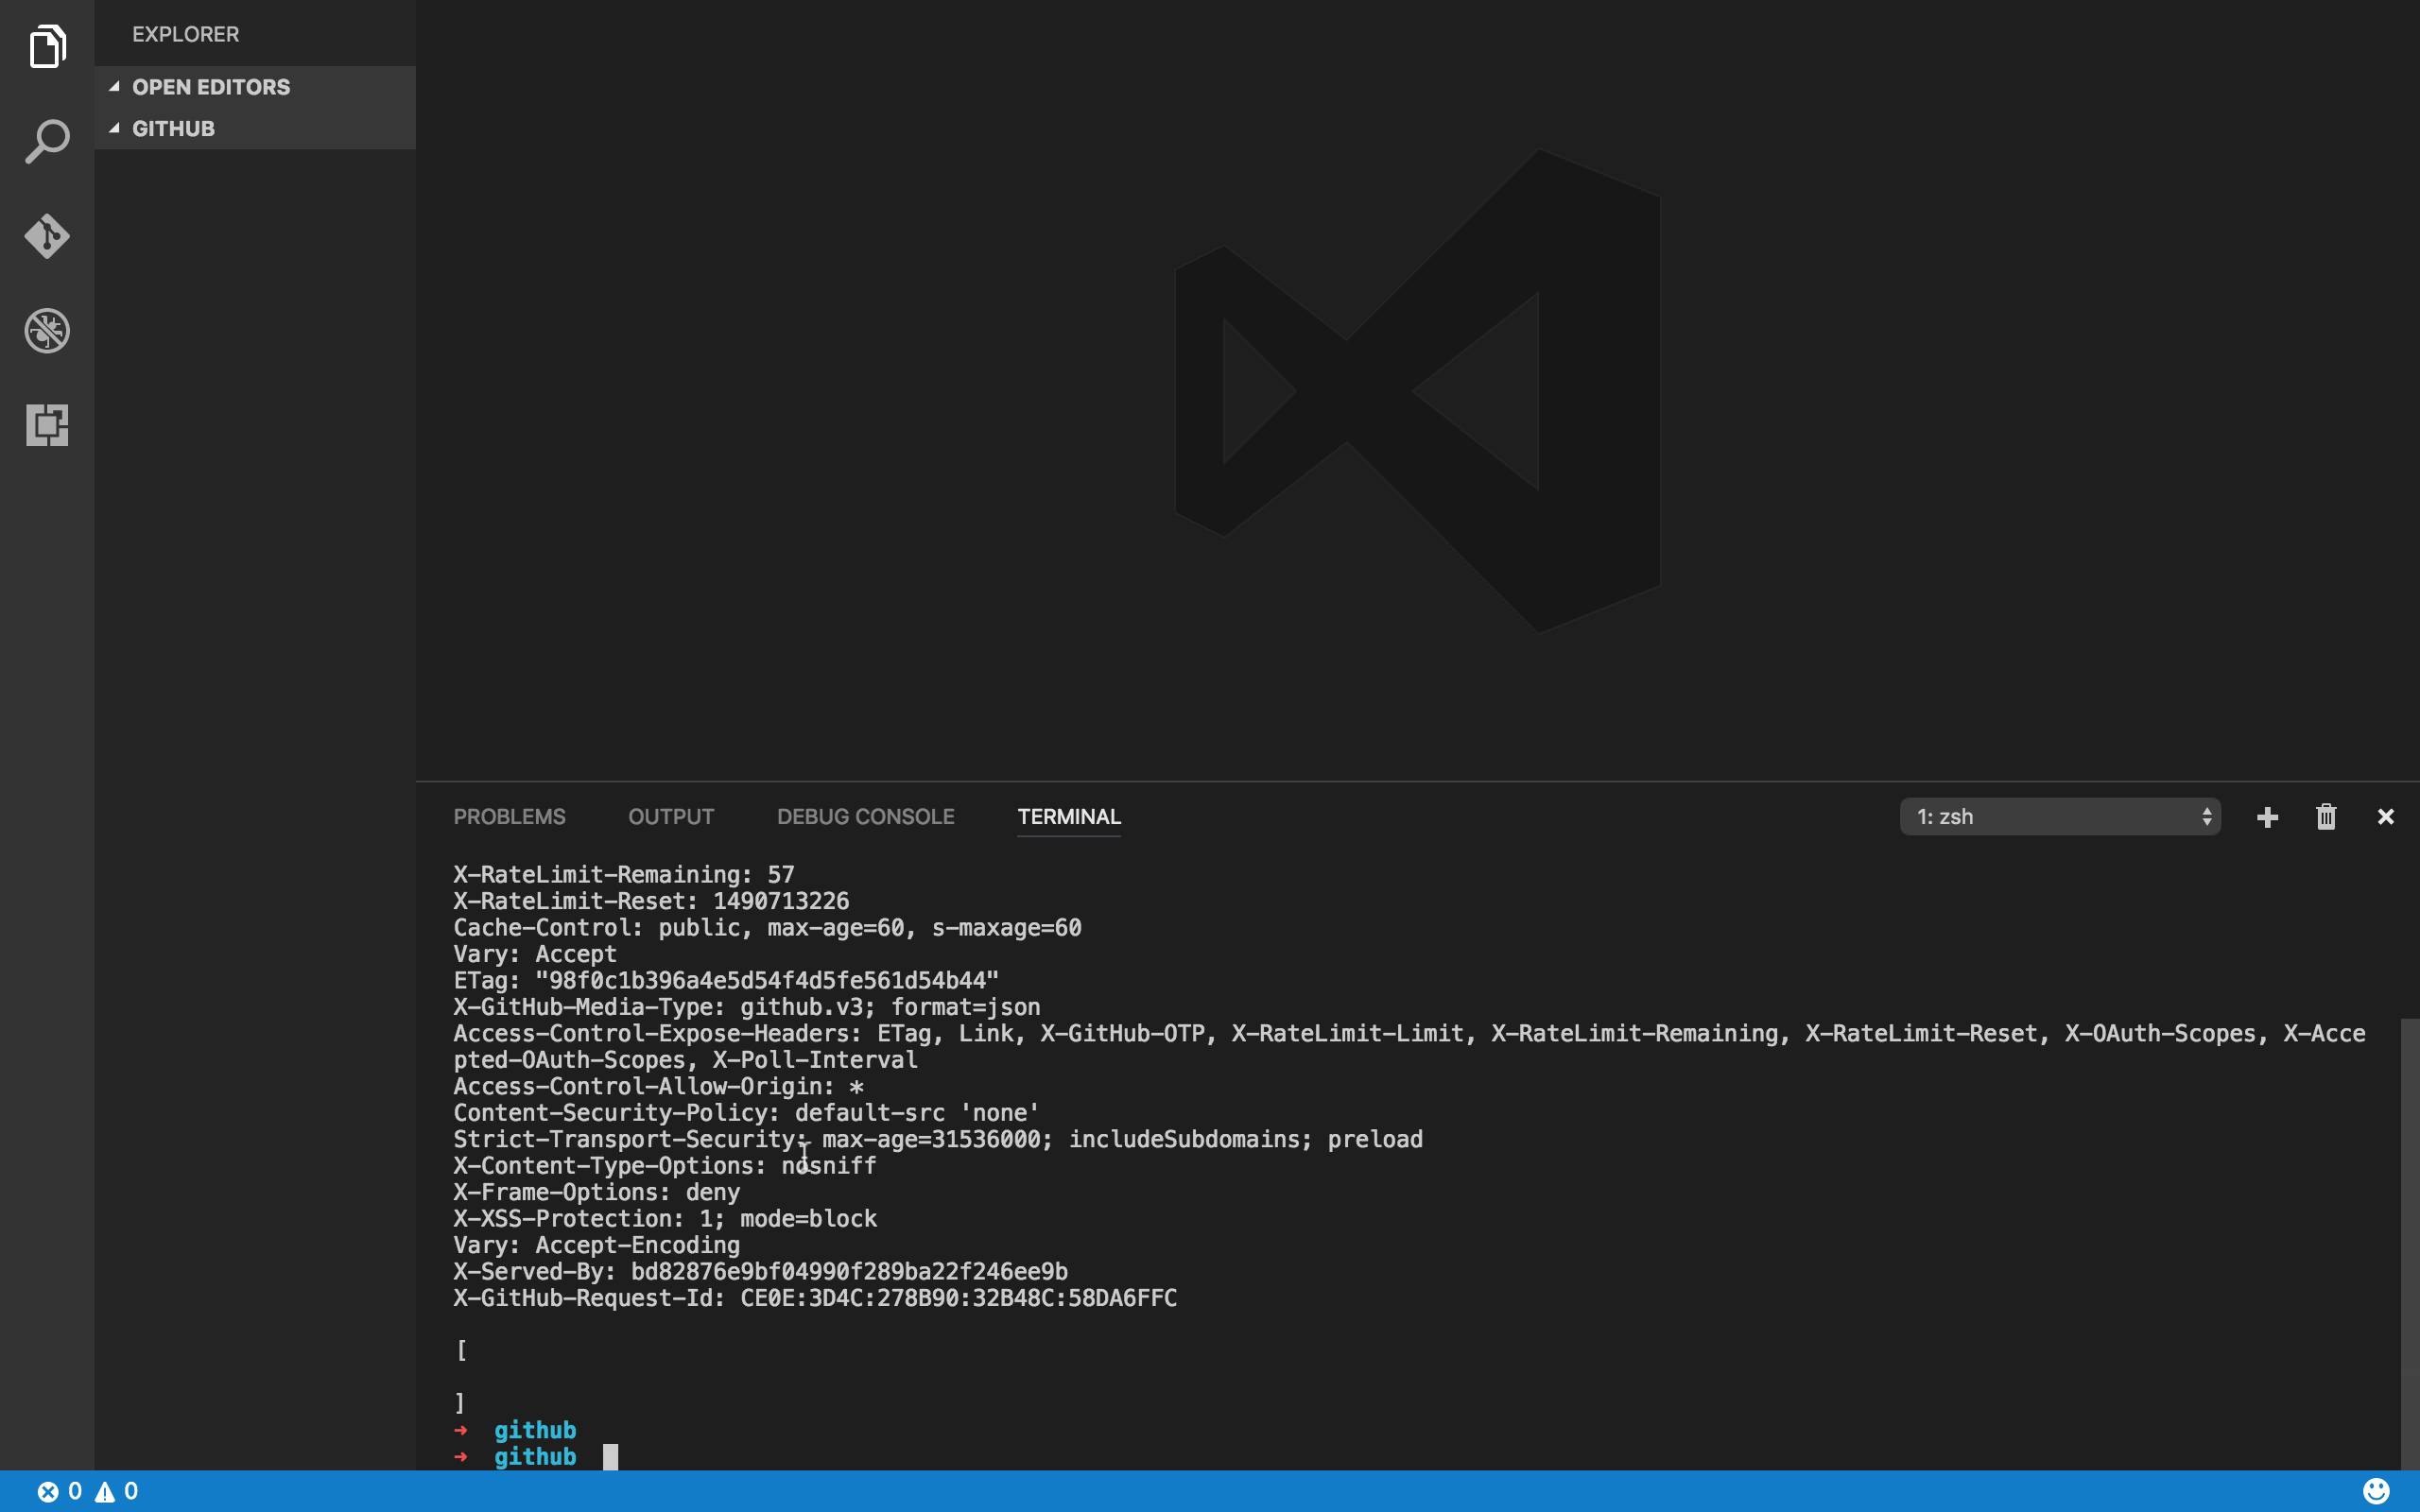 EXPLORER
OPEN EDITORS
GITHUB
PROBLEMS OUTPUT DEBUG CONSOLE TERMINAL 1: zsh
X-RateLimit-Remaining: 57
X-RateLimit-Reset: 1490713226
Cache-Control: public, max-age=60, s-maxage=60
Vary: Accept
ETag: "98f0c1b396a4e5d54f4d5fe561d54b44"
X-GitHub-Media-Type: github.v3; format=json
Access-Control-Expose-Headers: ETag, Link, X-GitHub-OTP, X-RateLimit-Limit, X-RateLimit-Remaining, X-RateLimit-Reset, X-OAuth-Scopes, X-Acce
pted-OAuth-Scopes, X-Poll-Interval
Access-Control-Allow-Origin: *
Content-Security-Policy: default-src 'none'
Strict-Transport-Security: max-age=31536000; includeSubdomains; preload
X-Content-Type-Options: nosniff
X-Frame-Options: deny
X-XSS-Protection: 1; mode=block
Vary: Accept-Encoding
X-Served-By: bd82876e9bf04990f289ba22f246ee9b
X-GitHub-Request-Id: CE0E:3D4C:278B90:32B48C:58DA6FFC
[
]
➜ github
➜ github
0 0